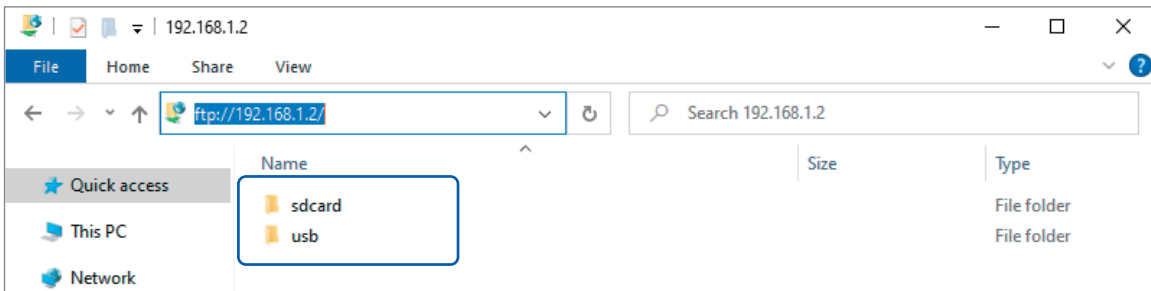 192.168.1.2
File Home Share View
ftp://192.168.1.2/ Search 192.168.1.2
Name Size Type
Quick access
sdcard File folder
This PC
usb File folder
Network